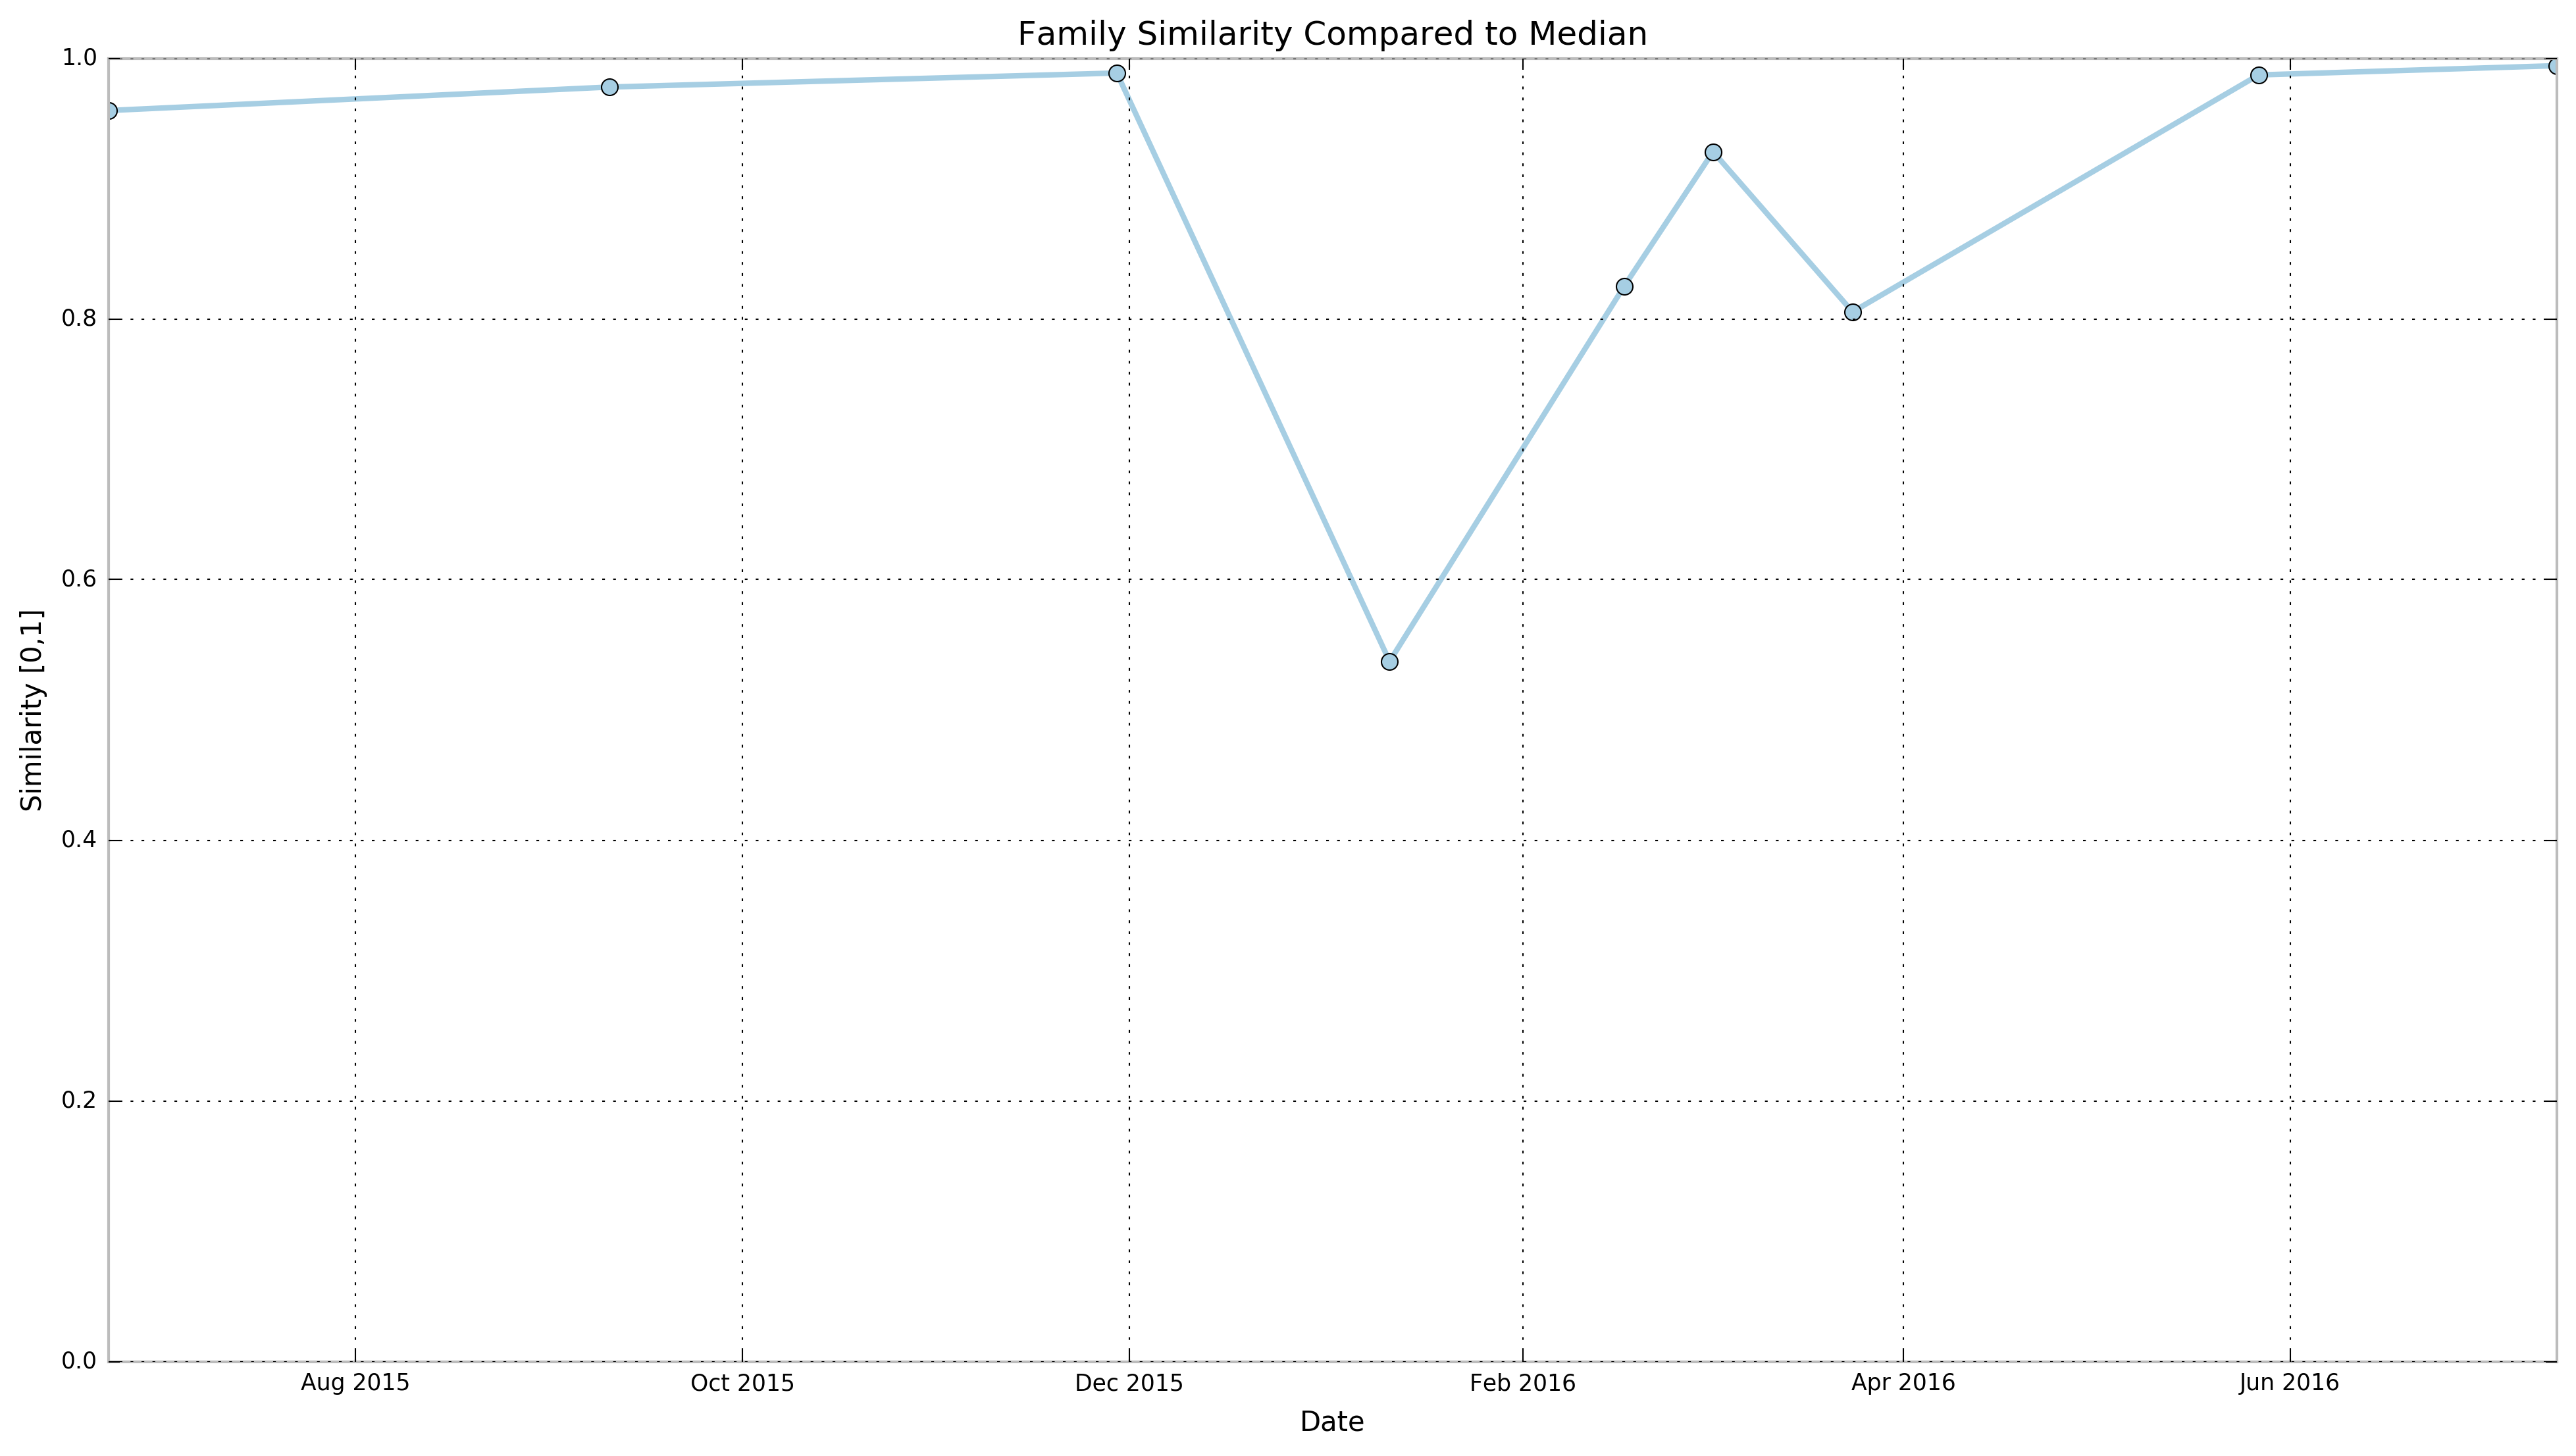 Family Similarity Compared to Median
1.0
0.8
0.6
0.4
0.2
0.0
Similarity [0,1]
Aug 2015 Oct 2015 Dec 2015 Feb 2016 Apr 2016 Jun 2016
Date